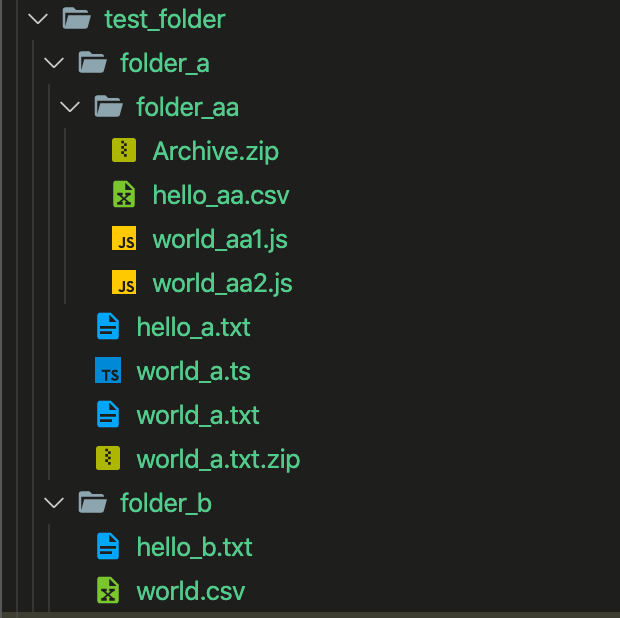 test_folder
folder_a
folder_aa
Archive.zip
hello_aa.csv
JS world_aa1.js
JS world_aa2.js
hello_a.txt
TS world_a.ts
world_a.txt
world_a.txt.zip
folder_b
hello_b.txt
world.csv